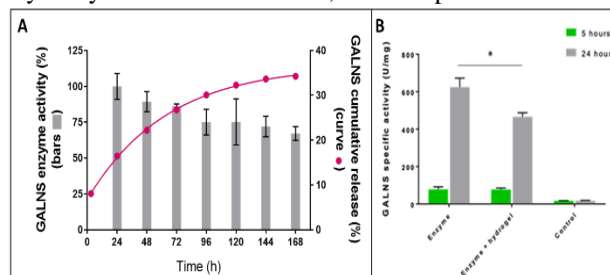 A
GALNS enzyme activity (%)
(bars )
125
100
75
50
25
0
0 24 48 72 96 120 144 168
Time (h)
40
30
20
10
0
GALNS cumulative release (%)
(curve )
B
5 hours
24 hour
GALNS specific activity (U/mg)
800
600
400
200
0
*
Enzyme
Enzyme + hydrogel
Control